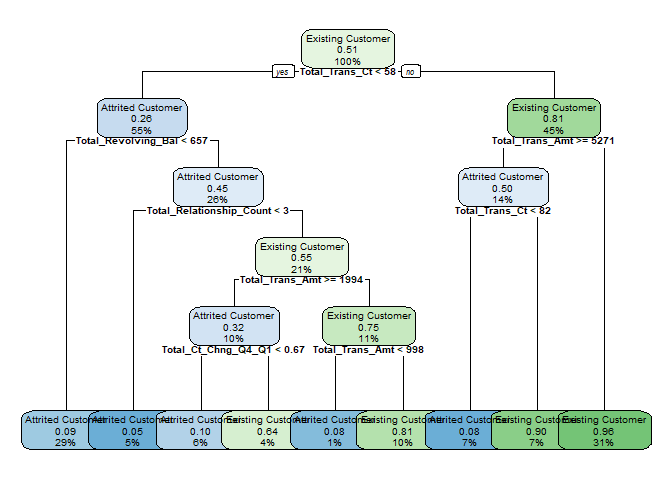 Existing Customer
0.51
100%
yes Total_Trans_Ct < 58 no
Attrited Customer
0.26
55%
Total_Revolving_Bal < 657
Existing Customer
0.81
45%
Total_Trans_Amt >= 5271
Attrited Customer
0.45
26%
Total_Relationship_Count < 3
Attrited Customer
0.50
14%
Total_Trans_Ct < 82
Existing Customer
0.55
21%
Total_Trans_Amt >= 1994
Attrited Customer
0.32
10%
Total_Ct_Chng_Q4_Q1 < 0.67
Existing Customer
0.75
11%
Total_Trans_Amt < 998
Attrited Customer
0.09
29%
Attrited Customer
0.05
5%
Attrited Customer
0.10
6%
Existing Customer
0.64
4%
Attrited Customer
0.08
1%
Existing Customer
0.81
10%
Attrited Customer
0.08
7%
Existing Customer
0.90
7%
Existing Customer
0.96
31%